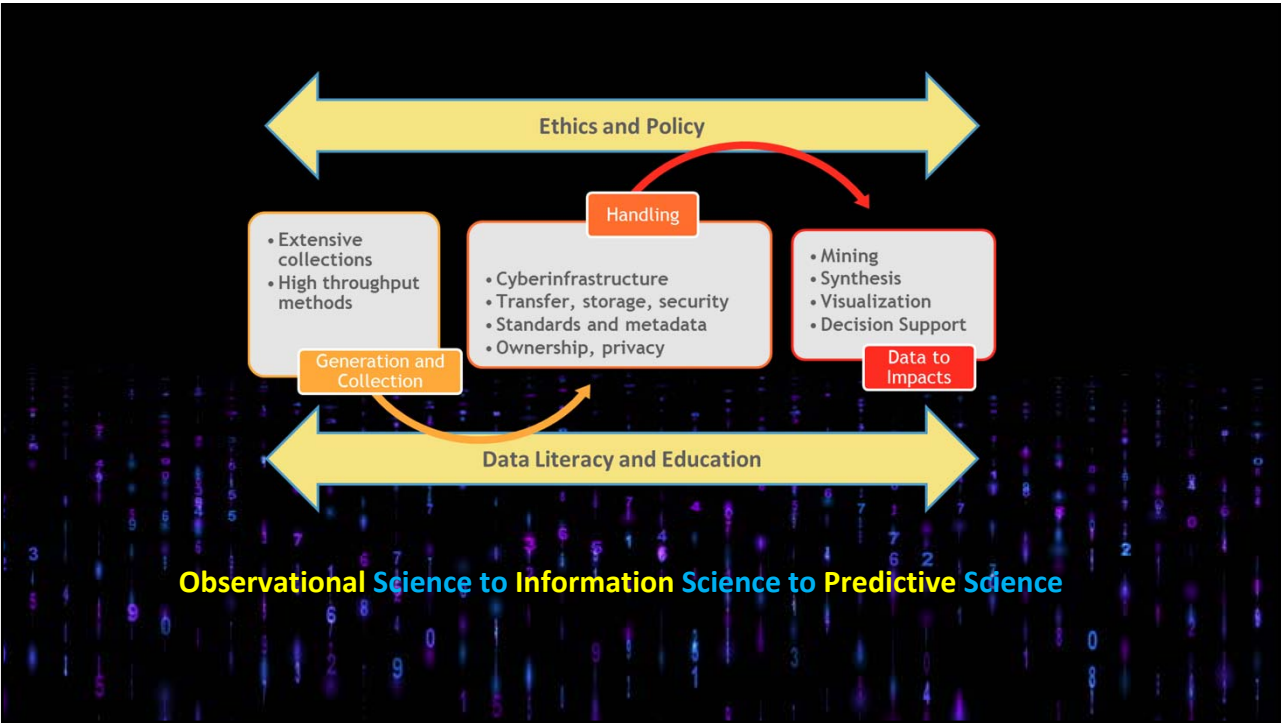 Ethics and Policy
• Extensive
collections
• High throughput
methods
Generation and
Collection
Handling
• Cyberinfrastructure
• Transfer, storage, security
• Standards and metadata
• Ownership, privacy
• Mining
• Synthesis
• Visualization
• Decision Support
Data to
Impacts
Data Literacy and Education
Observational Science to Information Science to Predictive Science